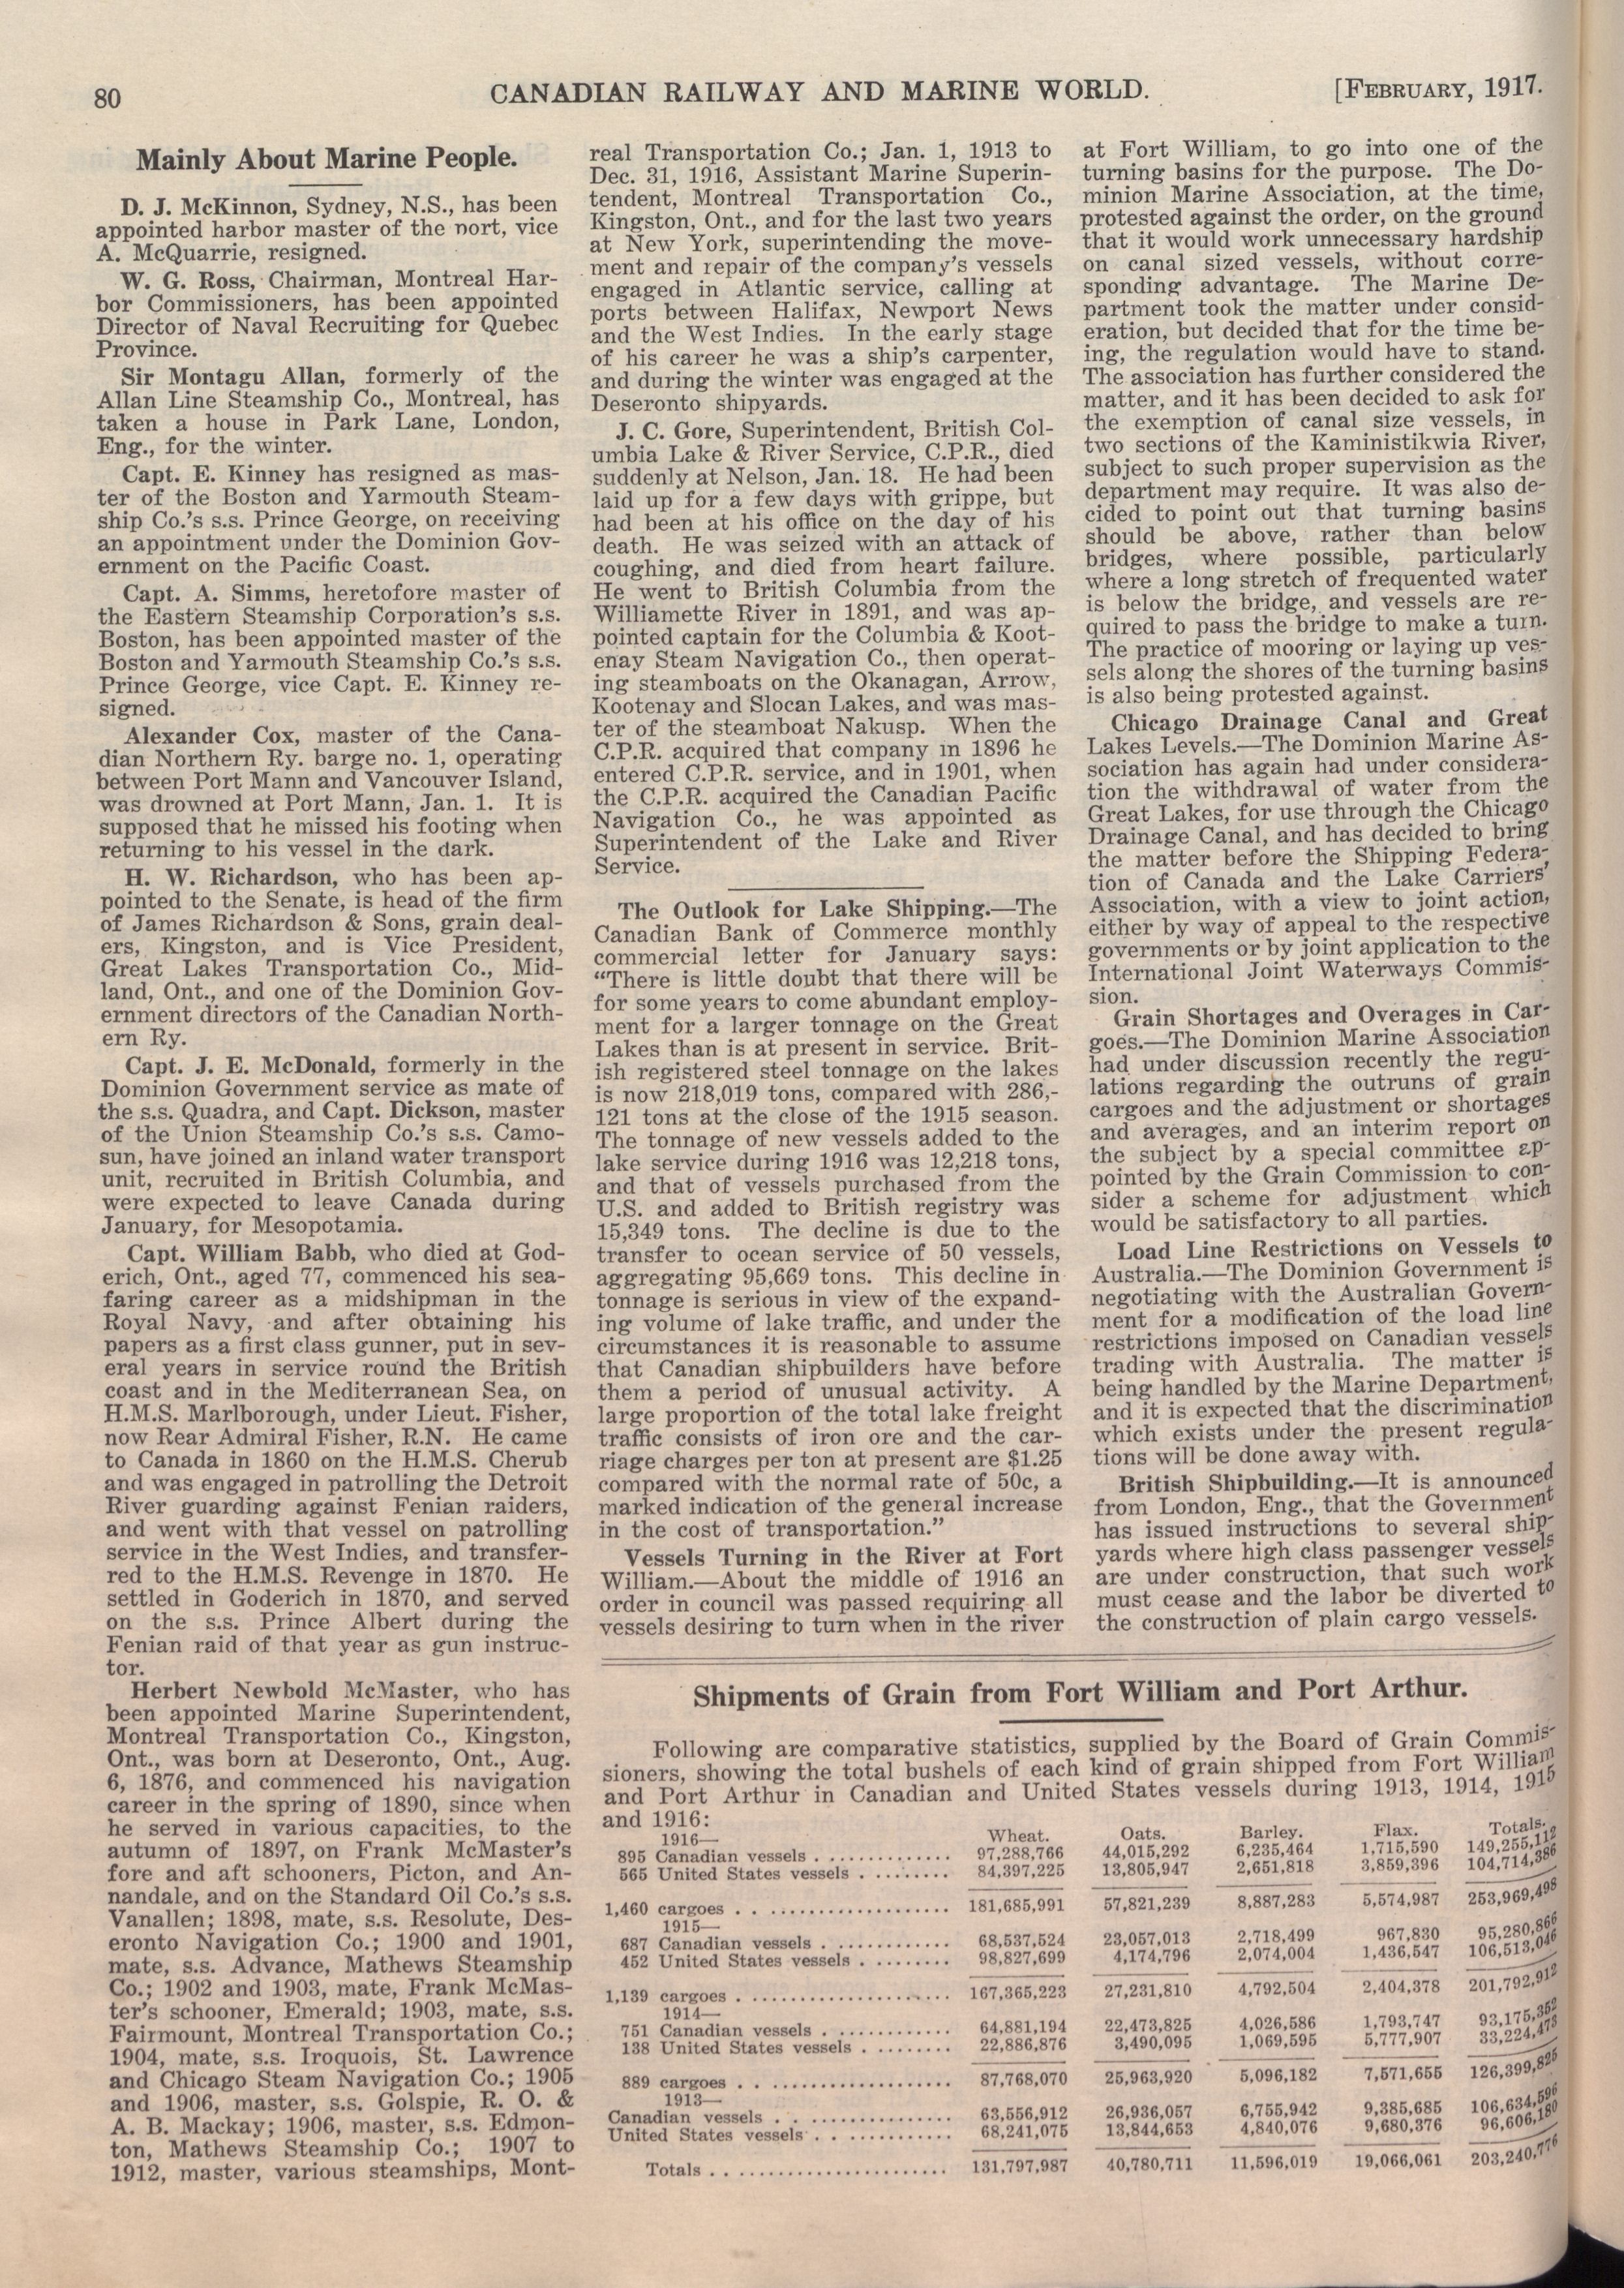 80
CANADIAN RAILWAY AND MARINE WORLD.
[FEBRUARY, 1917.
Mainly About Marine People.
D. J. McKinnon, Sydney, N.S., has been
appointed harbor master of the port, vice
A. McQuarrie, resigned.
W. G. Ross, Chairman, Montreal Har-
bor Commissioners, has been appointed
Director of Naval Recruiting for Quebec
Province.
Sir Montagu Allan, formerly of the
Allan Line Steamship Co., Montreal, has
taken a house in Park Lane, London,
Eng., for the winter.
Capt. E. Kinney has resigned as mas-
ter of the Boston and Yarmouth Steam-
ship Co.'s s.s. Prince George, on receiving
an appointment under the Dominion Gov-
ernment on the Pacific Coast.
Capt. A. Simms, heretofore master of
the Eastern Steamship Corporation's s.s.
Boston, has been appointed master of the
Boston and Yarmouth Steamship Co.'s s.s.
Prince George, vice Capt. E. Kinney re-
signed.
Alexander Cox, master of the Cana-
dian Northern Ry. barge no. 1, operating
between Port Mann and Vancouver Island,
was drowned at Port Mann, Jan. 1. It is
supposed that he missed his footing when
returning to his vessel in the dark.
H. W. Richardson, who has been ap-
pointed to the Senate, is head of the firm
of James Richardson & Sons, grain deal-
ers, Kingston, and is Vice President,
Great Lakes Transportation Co., Mid-
land, Ont., and one of the Dominion Gov-
ernment directors of the Canadian North-
ern Ry.
Capt. J. E. McDonald, formerly in the
Dominion Government service as mate of
the s.s. Quadra, and Capt. Dickson, master
of the Union Steamship Co.'s s.s. Camo-
sun, have joined an inland water transport
unit, recruited in British Columbia, and
were expected to leave Canada during
January, for Mesopotamia.
Capt. William Babb, who died at God-
erich, Ont., aged 77, commenced his sea-
faring career as a midshipman in the
Royal Navy, and after obtaining his
papers as a first class gunner, put in sev-
eral years in service round the British
coast and in the Mediterranean Sea, on
H.M.S. Marlborough, under Lieut. Fisher,
now Rear Admiral Fisher, R.N. He came
to Canada in 1860 on the H.M.S. Cherub
and was engaged in patrolling the Detroit
River guarding against Fenian raiders,
and went with that vessel on patrolling
service in the West Indies, and transfer-
red to the H.M.S. Revenge in 1870. He
settled in Goderich in 1870, and served
on the s.s. Prince Albert during the
Fenian raid of that year as gun instruc-
tor.
Herbert Newbold McMaster, who has
been appointed Marine Superintendent,
Montreal Transportation Co., Kingston,
Ont., was born at Deseronto, Ont., Aug.
6, 1876, and commenced his navigation
career in the spring of 1890, since when
he served in various capacities, to the
autumn of 1897, on Frank McMaster's
fore and aft schooners, Picton, and An-
nandale, and on the Standard Oil Co.'s s.s.
Vanallen; 1898, mate, s.s. Resolute, Des-
eronto Navigation Co.; 1900 and 1901,
mate, s.s. Advance, Mathews Steamship
Co.; 1902 and 1903, mate, Frank McMas-
ter's schooner, Emerald; 1903, mate, s.s.
Fairmount, Montreal Transportation Co.;
1904, mate, s.s. Iroquois, St. Lawrence
and Chicago Steam Navigation Co.; 1905
and 1906, master, s.s. Golspie, R. O. &
A. B. Mackay; 1906, master, s.s. Edmon-
ton, Mathews Steamship Co.; 1907 to
1912, master, various steamships, Mont-
real Transportation Co.; Jan. 1, 1913 to
Dec. 31, 1916, Assistant Marine Superin-
tendent, Montreal Transportation Co.,
Kingston, Ont., and for the last two years
at New York, superintending the move-
ment and repair of the company's vessels
engaged in Atlantic service, calling at
ports between Halifax, Newport News
and the West Indies. In the early stage
of his career he was a ship's carpenter,
and during the winter was engaged at the
Deseronto shipyards.
J. C. Gore, Superintendent, British Col-
umbia Lake & River Service, C.P.R., died
suddenly at Nelson, Jan. 18. He had been
laid up for a few days with grippe, but
had been at his office on the day of his
death. He was seized with an attack of
coughing, and died from heart failure.
He went to British Columbia from the
Williamette River in 1891, and was ap-
pointed captain for the Columbia & Koot-
enay Steam Navigation Co., then operat-
ing steamboats on the Okanagan, Arrow,
Kootenay and Slocan Lakes, and was mas-
ter of the steamboat Nakusp. When the
C.P.R. acquired that company in 1896 he
entered C.P.R. service, and in 1901, when
the C.P.R. acquired the Canadian Pacific
Navigation Co., he was appointed as
Superintendent of the Lake and River
Service.
The Outlook for Lake Shipping.—The
Canadian Bank of Commerce monthly
commercial letter for January says:
"There is little doubt that there will be
for some years to come abundant employ-
ment for a larger tonnage on the Great
Lakes than is at present in service. Brit-
ish registered steel tonnage on the lakes
is now 218,019 tons, compared with 286,-
121 tons at the close of the 1915 season.
The tonnage of new vessels added to the
lake service during 1916 was 12,218 tons,
and that of vessels purchased from the
U.S. and added to British registry was
15,349 tons. The decline is due to the
transfer to ocean service of 50 vessels,
aggregating 95,669 tons. This decline in
tonnage is serious in view of the expand-
ing volume of lake traffic, and under the
circumstances it is reasonable to assume
that Canadian shipbuilders have before
them a period of unusual activity. A
large proportion of the total lake freight
traffic consists of iron ore and the car-
riage charges per ton at present are $1.25
compared with the normal rate of 50c, a
marked indication of the general increase
in the cost of transportation."
Vessels Turning in the River at Fort
William.—About the middle of 1916 an
order in council was passed requiring all
vessels desiring to turn when in the river
at Fort William, to go into one of the
turning basins for the purpose. The Do-
minion Marine Association, at the time,
protested against the order, on the ground
that it would work unnecessary hardship
on canal sized vessels, without corre-
sponding advantage. The Marine De-
partment took the matter under consid-
eration, but decided that for the time be-
ing, the regulation would have to stand.
The association has further considered the
matter, and it has been decided to ask for
the exemption of canal size vessels, in
two sections of the Kaministikwia River,
subject to such proper supervision as the
department may require. It was also de-
cided to point out that turning basins
should be above, rather than below
bridges, where possible, particularly
where a long stretch of frequented water
is below the bridge, and vessels are re-
quired to pass the bridge to make a turn.
The practice of mooring or laying up ves-
sels along the shores of the turning basins
is also being protested against.
Chicago Drainage Canal and Great
Lakes Levels.—The Dominion Marine As-
sociation has again had under considera-
tion the withdrawal of water from the
Great Lakes, for use through the Chicago
Drainage Canal, and has decided to bring
the matter before the Shipping Federa-
tion of Canada and the Lake Carriers'
Association, with a view to joint action,
either by way of appeal to the respective
governments or by joint application to the
International Joint Waterways Commis-
sion.
Grain Shortages and Overages in Car-
goes.—The Dominion Marine Association
had under discussion recently the regu-
lations regarding the outruns of grain
cargoes and the adjustment or shortages
and averages, and an interim report on
the subject by a special committee ap-
pointed by the Grain Commission to con-
sider a scheme for adjustment which
would be satisfactory to all parties.
Load Line Restrictions on Vessels to
Australia.—The Dominion Government is
negotiating with the Australian Govern-
ment for a modification of the load line
restrictions imposed on Canadian vessels
trading with Australia. The matter is
being handled by the Marine Department,
and it is expected that the discrimination
which exists under the present regula-
tions will be done away with.
British Shipbuilding.—It is announced
from London, Eng., that the Government
has issued instructions to several ship-
yards where high class passenger vessels
are under construction, that such work
must cease and the labor be diverted to
the construction of plain cargo vessels.
Shipments of Grain from Fort William and Port Arthur.
Following are comparative statistics, supplied by the Board of Grain Commis-
sioners, showing the total bushels of each kind of grain shipped from Fort William
and Port Arthur in Canadian and United States vessels during 1913, 1914, 1915
and 1916:
1916— Wheat. Oats. Barley. Flax. Totals.
895 Canadian vessels . . . . . . . . . . . . . . 97,288,766 44,015,292 6,235,464 1,715,590 149,255,112
565 United States vessels . . . . . . . . . 84,397,225 13,805,947 2,651,818 3,859,396 104,714,386
1,460 cargoes . . . . . . . . . . . . . . . . . . . . 181,685,991 57,821,239 8,887,283 5,574,987 253,969,498
1915—
687 Canadian vessels . . . . . . . . . . . . . 68,537,524 23,057,013 2,718,499 967,830 95,280,866
452 United States vessels . . . . . . . . . 98,827,699 4,174,796 2,074,004 1,436,547 106,513,046
1,139 cargoes . . . . . . . . . . . . . . . . . . . . 167,365,223 27,231,810 4,792,504 2,404,378 201,792,912
1914—
751 Canadian vessels . . . . . . . . . . . . . 64,881,194 22,473,825 4,026,586 1,793,747 93,175,352
138 United States vessels . . . . . . . . . 22,886,876 3,490,095 1,069,595 5,777,907 33,224,473
889 cargoes . . . . . . . . . . . . . . . . . . . . 87,768,070 25,963,920 5,096,182 7,571,655 126,399,825
1913—
Canadian vessels . . . . . . . . . . . . . . . . . 63,556,912 26,936,057 6,755,942 9,385,685 106,634,596
United States vessels . . . . . . . . . . . . . 68,241,075 13,844,653 4,840,076 9,680,376 96,606,180
Totals . . . . . . . . . . . . . . . . . . . . . . . . 131,797,987 40,780,711 11,596,019 19,066,061 203,240,776